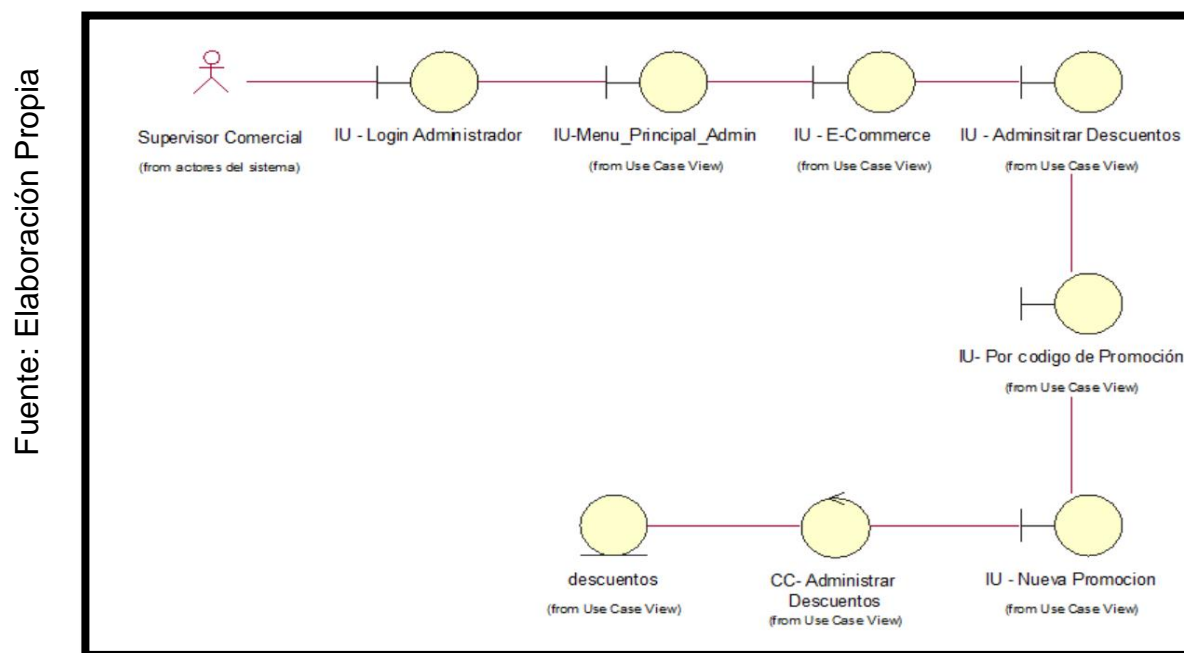 Fuente: Elaboración Propia
Supervisor Comercial
(from actores del sistema)
IU - Login Administrador
IU-Menu_Principal_Admin
(from Use Case View)
IU - E-Commerce
(from Use Case View)
IU - Adminsitrar Descuentos
(from Use Case View)
IU- Por codigo de Promoción
(from Use Case View)
descuentos
(from Use Case View)
CC- Administrar
Descuentos
(from Use Case View)
IU - Nueva Promocion
(from Use Case View)